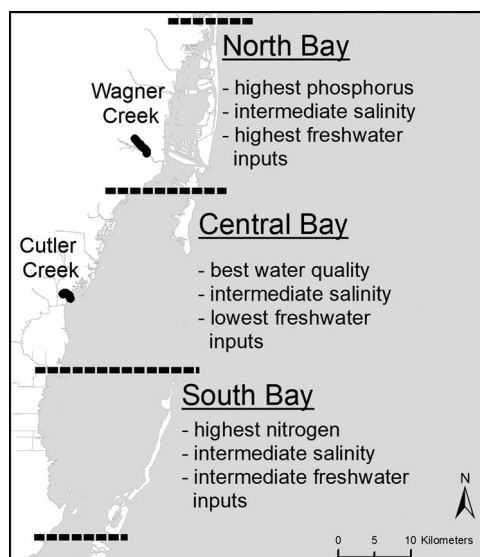 North Bay
- highest phosphorus
- intermediate salinity
- highest freshwater
inputs
Wagner
Creek
Central Bay
- best water quality
- intermediate salinity
- lowest freshwater
inputs
Cutler
Creek
South Bay
- highest nitrogen
- intermediate salinity
- intermediate freshwater
inputs
N
0 5 10 Kilometers